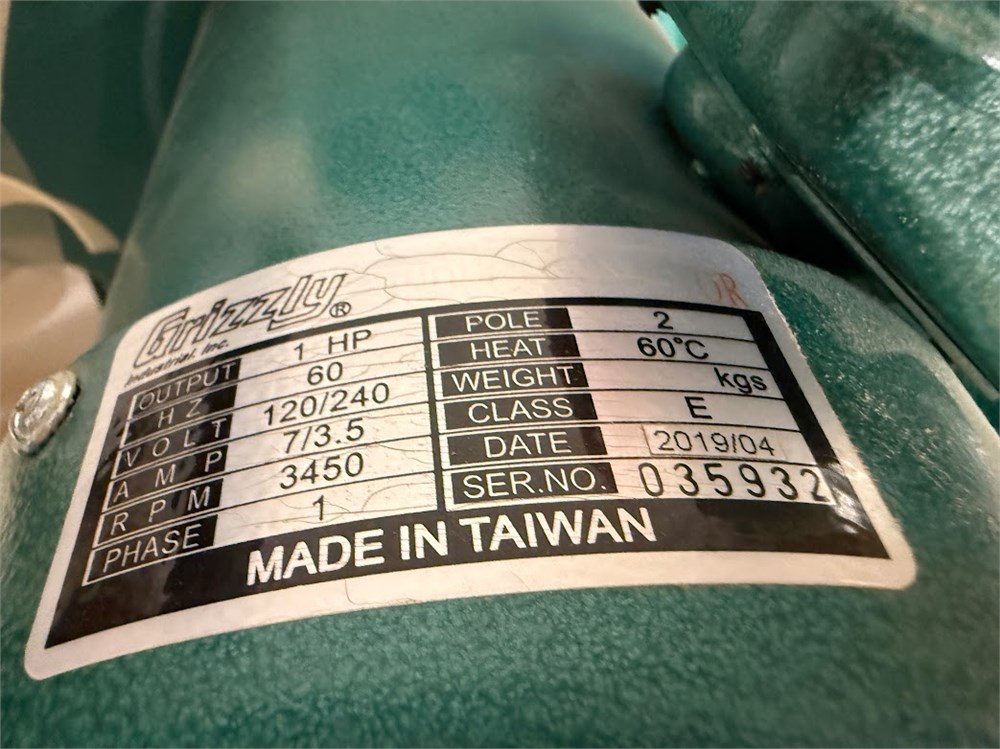 Grizzly®
Industrial, Inc.
OUTPUT 1 HP
HZ 60
VOLT 120/240
AMP 7/3.5
RPM 3450
PHASE 1
POLE 2
HEAT 60°C
WEIGHT kgs
CLASS E
DATE 2019/04
SER.NO. 035932
MADE IN TAIWAN